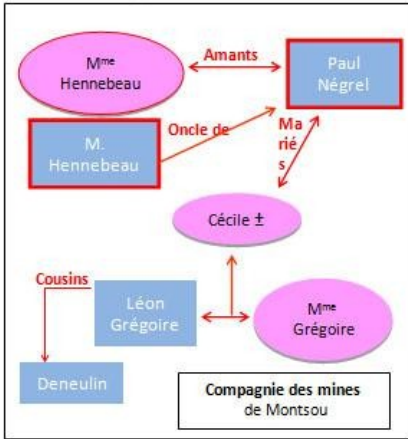 Mme
Hennebeau
Amants
Paul
Négrel
M.
Hennebeau
Oncle de
Ma
rié
s
Cécile ±
Cousins
Léon
Grégoire
Mme
Grégoire
Deneulin
Compagnie des mines
de Montsou